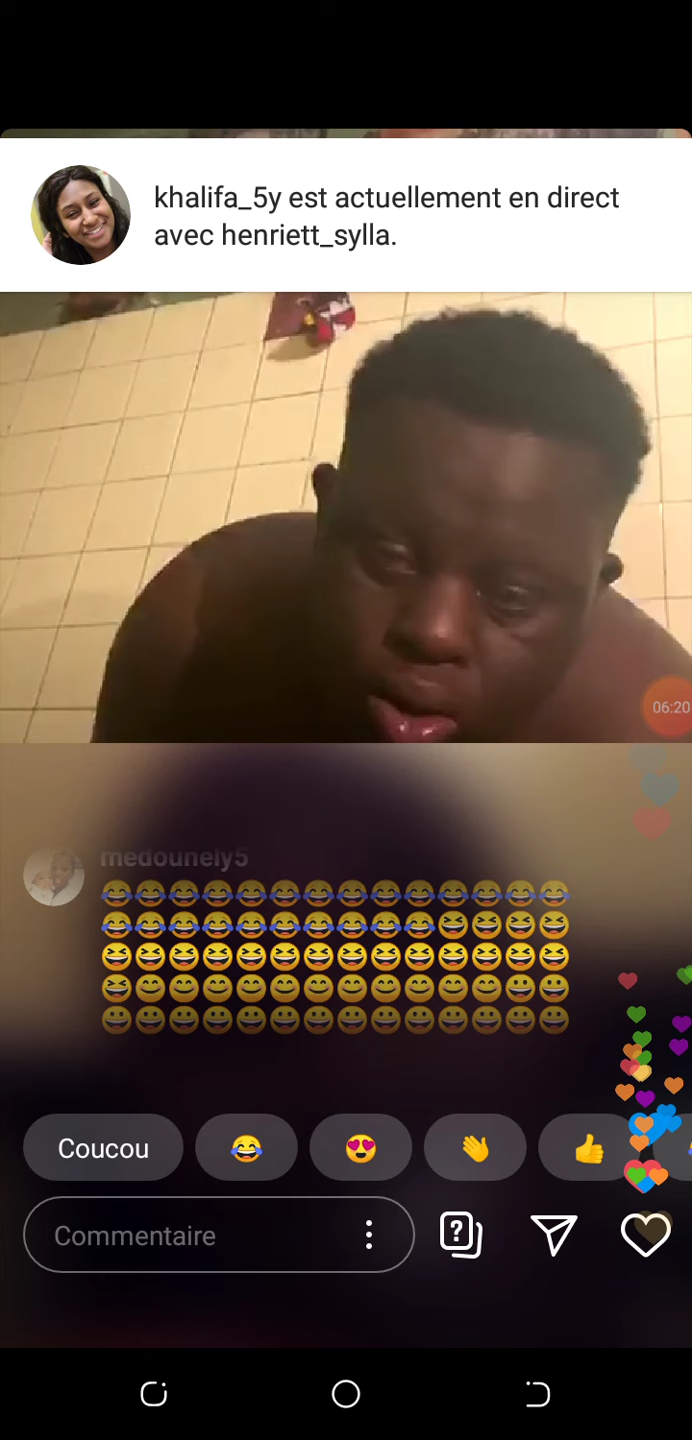 khalifa_5y est actuellement en direct
avec henriett_sylla.
06:20
medounely5
😂😂😂😂😂😂😂😂😂😂😂😂😂😂
😂😂😂😂😂😂😂😂😂😂😆😆😆😆
😆😆😆😆😆😆😆😆😆😆😆😆😆😆
😆😊😊😊😊😊😊😊😊😊😊😊😀😀
😀😀😀😀😀😀😀😀😀😀😀😀😀😀
Coucou 😂 😍 👋 👍
Commentaire